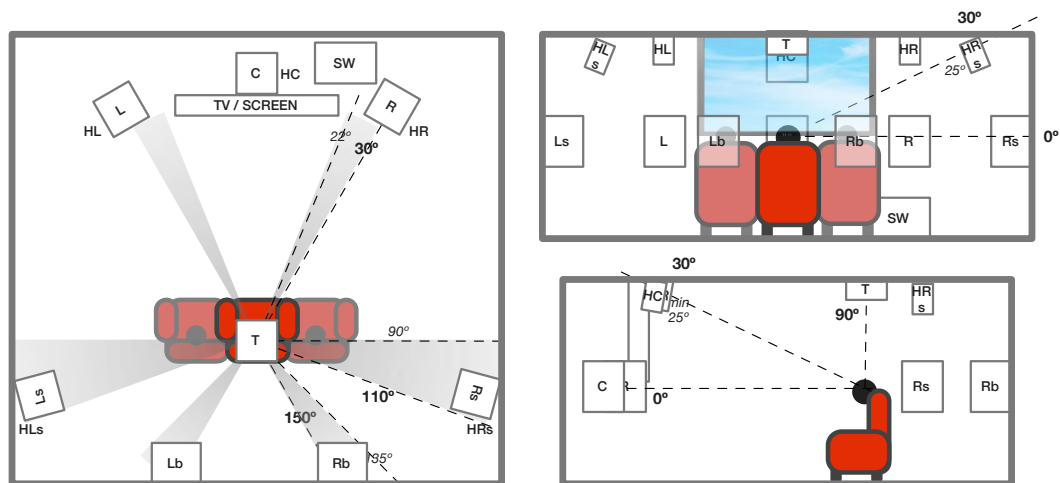 SW
C
HC
TV / SCREEN
L
R
HL
HR
22º
30º
T
90º
110º
150º
135º
Ls
Rs
HLs
HRs
Lb
Rb
30º
HL
s
HL
T
HC
HR
HR
s
25º
0º
Ls
L
Lb
Rb
R
Rs
SW
30º
HC
min
25º
T
HR
s
90º
C
R
0º
Rs
Rb